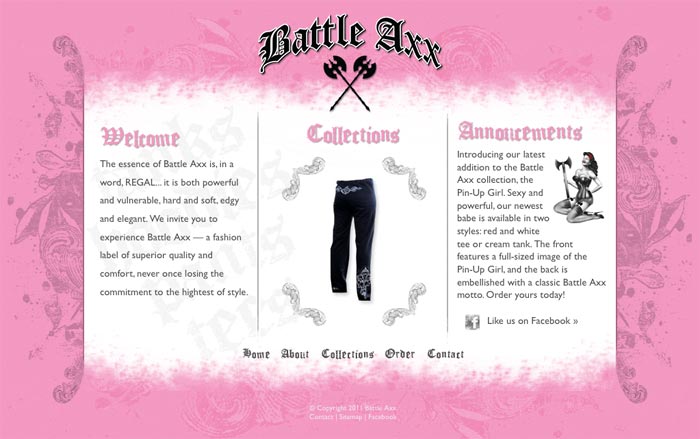 Battle Axx
Welcome
The essence of Battle Axx is, in a
word, REGAL... it is both powerful
and vulnerable, hard and soft, edgy
and elegant. We invite you to
experience Battle Axx — a fashion
label of superior quality and
comfort, never once losing the
commitment to the hightest of style.
Collections
Annoucements
Introducing our latest
addition to the Battle
Axx collection, the
Pin-Up Girl. Sexy and
powerful, our newest
babe is available in two
styles: red and white
tee or cream tank. The front
features a full-sized image of the
Pin-Up Girl, and the back is
embellished with a classic Battle Axx
motto. Order yours today!
Like us on Facebook »
Home About Collections Order Contact
© Copyright 2011 Battle Axx
Contact | Sitemap | Facebook